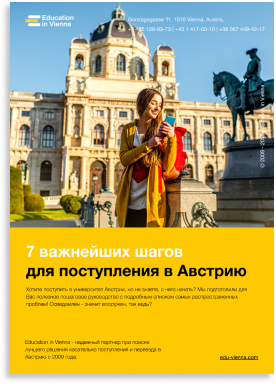 Education
in Vienna
Gonzagagasse 11, 1010 Vienna, Austria,
7 важнейших шагов
для поступления в Австрию
Хотите поступить в университет Австрии, но не знаете, с чего начать? Мы подготовили для
Вас полезное пошаговое руководство с подробным списком самых распространенных
проблем! Осведомлен - значит вооружен, так ведь?
Education in Vienna - надежный партнер при поиске
лучшего решения касательно поступления и перевода в
Австрию с 2009 года.
edu-vienna.com